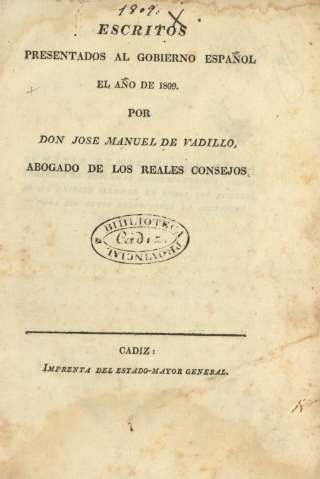 1809.
ESCRITOS
PRESENTADOS AL GOBIERNO ESPAÑOL
EL AÑO DE 1809.
POR
DON JOSE MANUEL DE VADILLO,
ABOGADO DE LOS REALES CONSEJOS.
BIBLIOTECA
Cádiz.
PROVINCIAL
CADIZ:
IMPRENTA DEL ESTADO-MAYOR GENERAL.